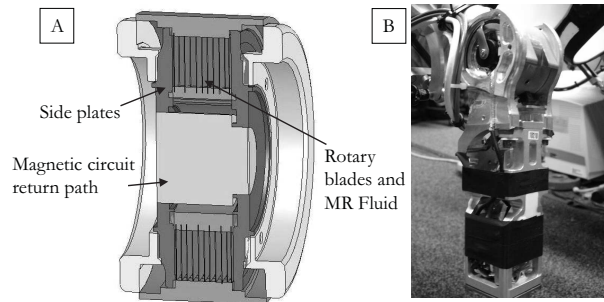 A
B
Side plates
Magnetic circuit
return path
Rotary
blades and
MR Fluid